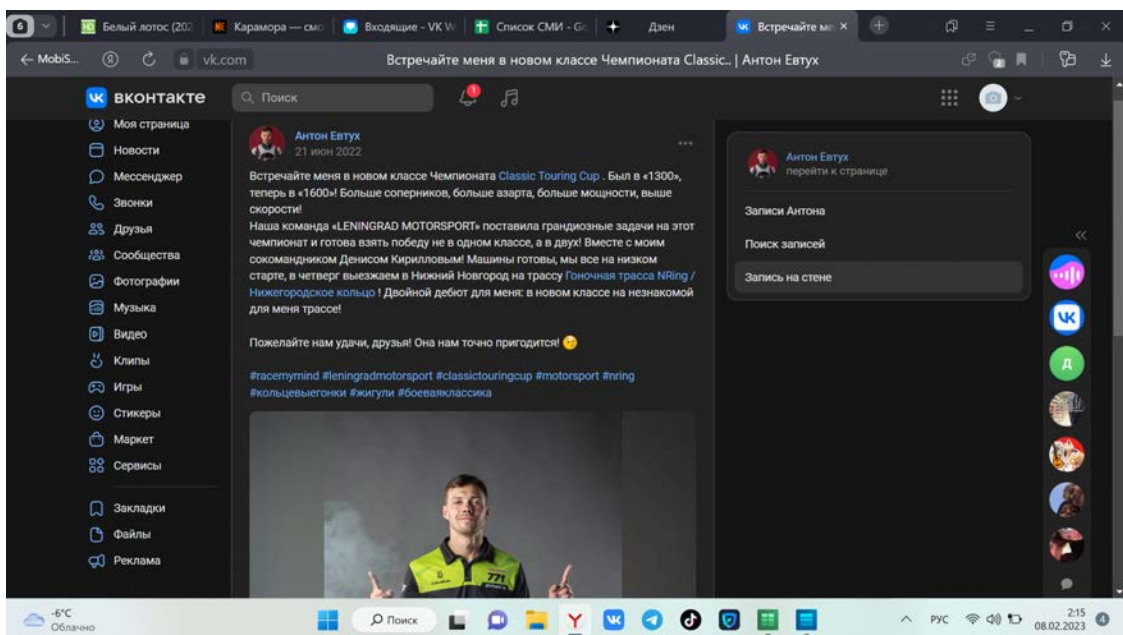 6
Белый лотос (202
Карамора — смо
Входящие - VK W
Список СМИ - Go
Дзен
Встречайте ме
MobiS...
vk.com
Встречайте меня в новом классе Чемпионата Classic.. | Антон Евтух
2
вконтакте
Поиск
1
Моя страница
Новости
Мессенджер
Звонки
Друзья
Сообщества
Фотографии
Музыка
Видео
Клипы
Игры
Стикеры
Маркет
Сервисы
Закладки
Файлы
Реклама
Антон Евтух
21 июн 2022
Встречайте меня в новом классе Чемпионата Classic Touring Cup . Был в «1300»,
теперь в «1600»! Больше соперников, больше азарта, больше мощности, выше
скорости!
Наша команда «LENINGRAD MOTORSPORT» поставила грандиозные задачи на этот
чемпионат и готова взять победу не в одном классе, а в двух! Вместе с моим
сокомандником Денисом Кирилловым! Машины готовы, мы все на низком
старте, в четверг выезжаем в Нижний Новгород на трассу Гоночная трасса NRing /
Нижегородское кольцо ! Двойной дебют для меня: в новом классе на незнакомой
для меня трассе!
Пожелайте нам удачи, друзья! Она нам точно пригодится!
#racemymind #leningradmotorsport #classictouringcup #motorsport #nring
#кольцевыегонки #жигули #боеваяклассика
771
Антон Евтух
перейти к странице
Записи Антона
Поиск записей
Запись на стене
Д
-6°C
Облачно
Поиск
РУС
2:15
08.02.2023
4